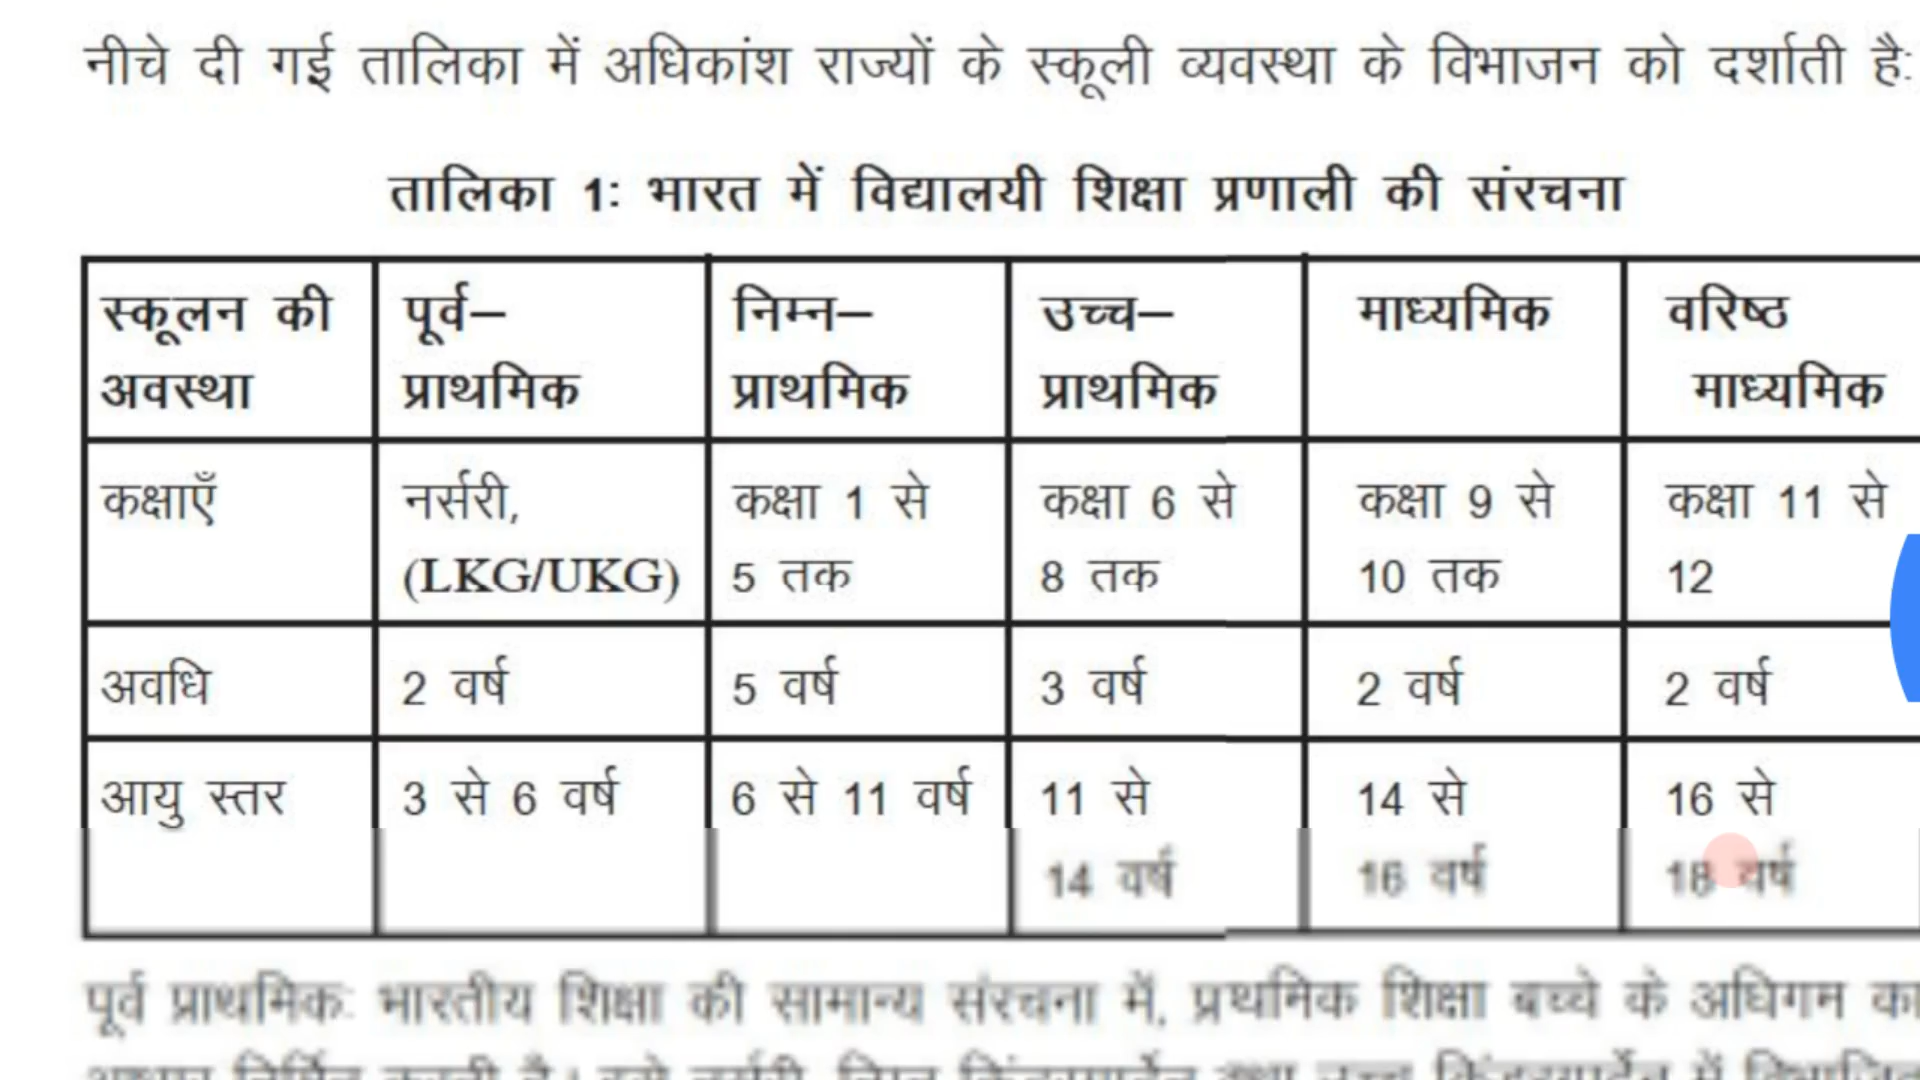 नीचे दी गई तालिका में अधिकांश राज्यों के स्कूली व्यवस्था के विभाजन को दर्शाती है:
तालिका 1: भारत में विद्यालयी शिक्षा प्रणाली की संरचना
स्कूलन की अवस्था पूर्व– प्राथमिक निम्न– प्राथमिक उच्च– प्राथमिक माध्यमिक वरिष्ठ माध्यमिक
कक्षाएँ नर्सरी, (LKG/UKG) कक्षा 1 से 5 तक कक्षा 6 से 8 तक कक्षा 9 से 10 तक कक्षा 11 से 12
अवधि 2 वर्ष 5 वर्ष 3 वर्ष 2 वर्ष 2 वर्ष
आयु स्तर 3 से 6 वर्ष 6 से 11 वर्ष 11 से 14 वर्ष 14 से 16 वर्ष 16 से 18 वर्ष
पूर्व प्राथमिक: भारतीय शिक्षा की सामान्य संरचना में, प्रथमिक शिक्षा बच्चे के अधिगम का